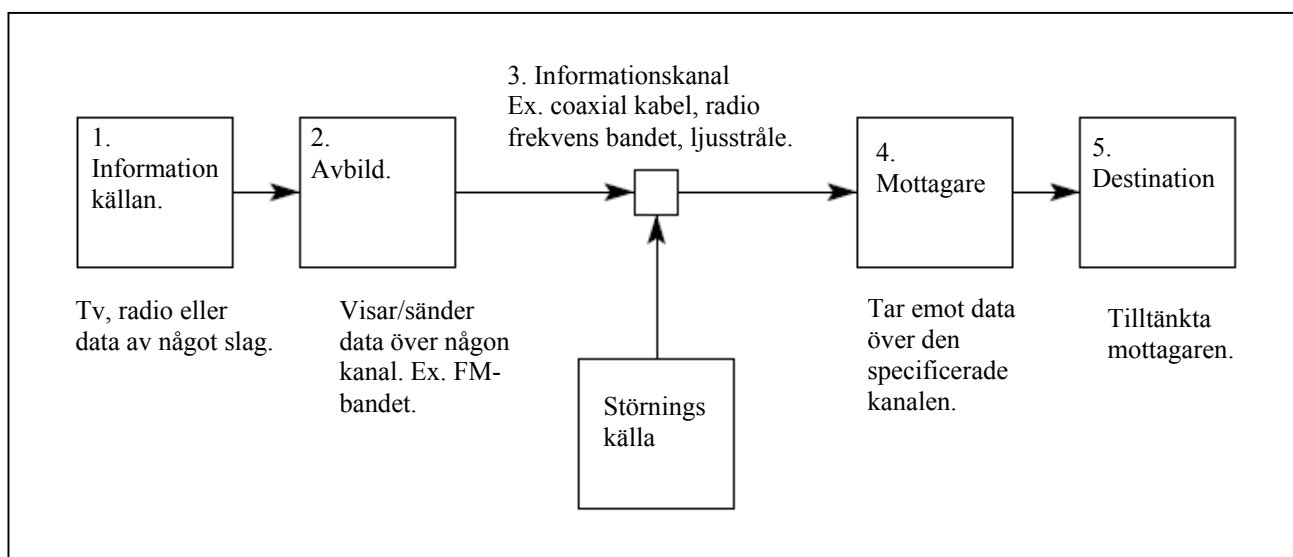 3. Informationskanal
Ex. coaxial kabel, radio
frekvens bandet, ljusstråle.
1.
Information
källan.
2.
Avbild.
4.
Mottagare
5.
Destination
Tv, radio eller
data av något slag.
Visar/sänder
data över någon
kanal. Ex. FM-
bandet.
Störnings
källa
Tar emot data
över den
specificerade
kanalen.
Tilltänkta
mottagaren.